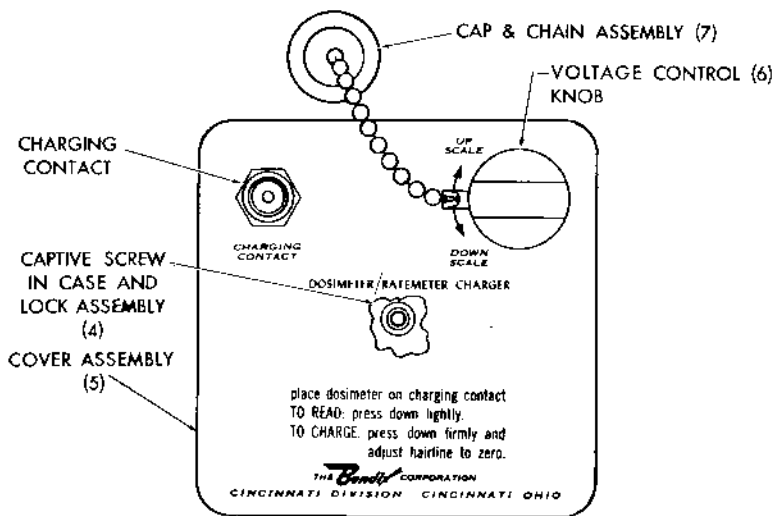 CAP & CHAIN ASSEMBLY (7)
VOLTAGE CONTROL (6)
KNOB
CHARGING
CONTACT
UP
SCALE
CHARGING
CONTACT
DOWN
SCALE
CAPTIVE SCREW
IN CASE AND
LOCK ASSEMBLY
(4)
DOSIMETER/RATEMETER CHARGER
COVER ASSEMBLY
(5)
place dosimeter on charging contact
TO READ: press down lightly.
TO CHARGE. press down firmly and
adjust hairline to zero.
THE Bendix CORPORATION
CINCINNATI DIVISION CINCINNATI OHIO